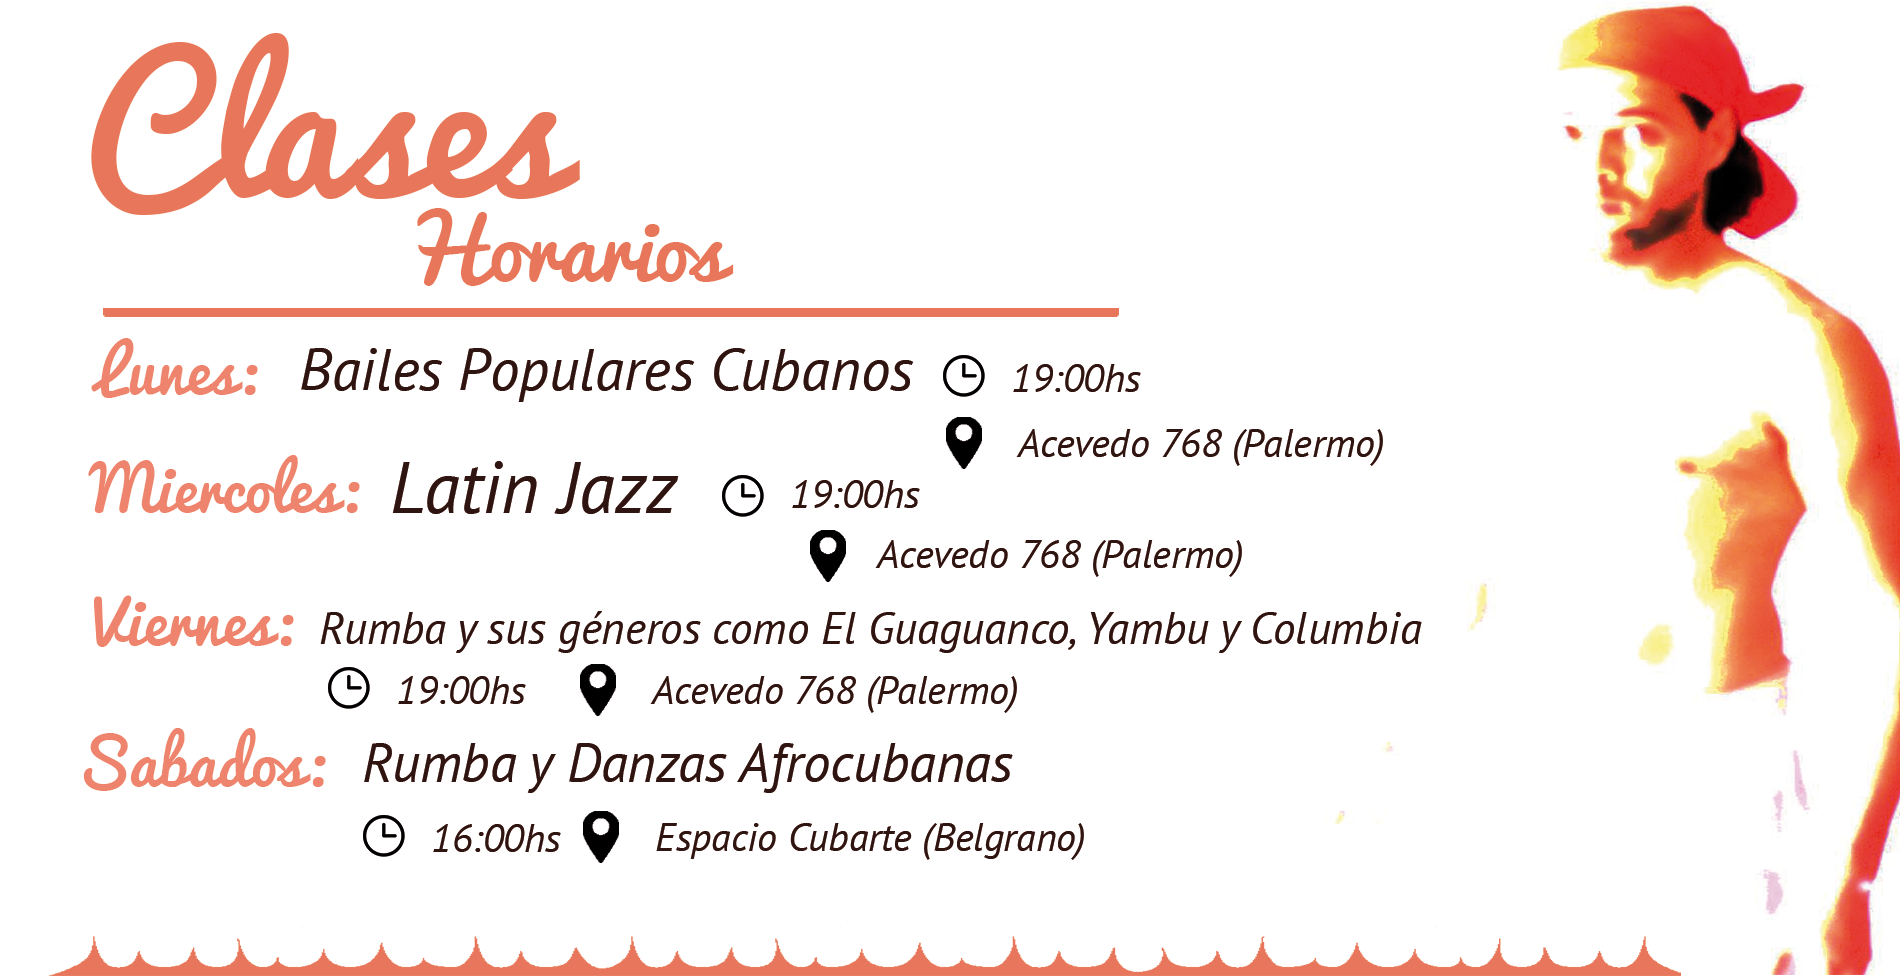 Clases
Horarios
Lunes: Bailes Populares Cubanos 19:00hs
Acevedo 768 (Palermo)
Miercoles: Latin Jazz 19:00hs
Acevedo 768 (Palermo)
Viernes: Rumba y sus géneros como El Guaguanco, Yambu y Columbia
19:00hs Acevedo 768 (Palermo)
Sabados: Rumba y Danzas Afrocubanas
16:00hs Espacio Cubarte (Belgrano)